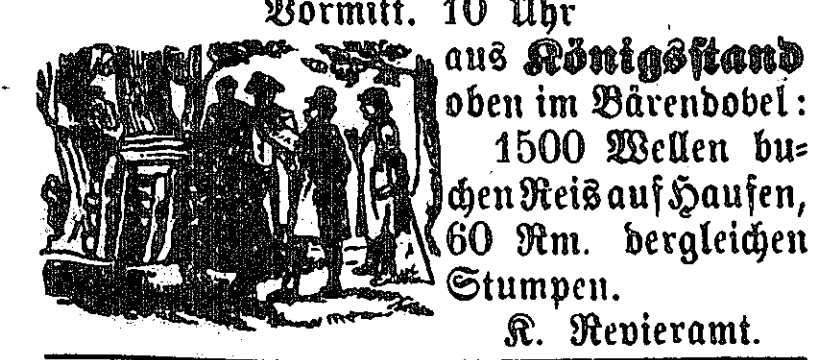 Vormitt. 10 Uhr
aus Königsstand
oben im Bärendobel:
1500 Wellen bu⸗
chen Reis auf Haufen,
60 Rm. dergleichen
Stumpen.
K. Revieramt.